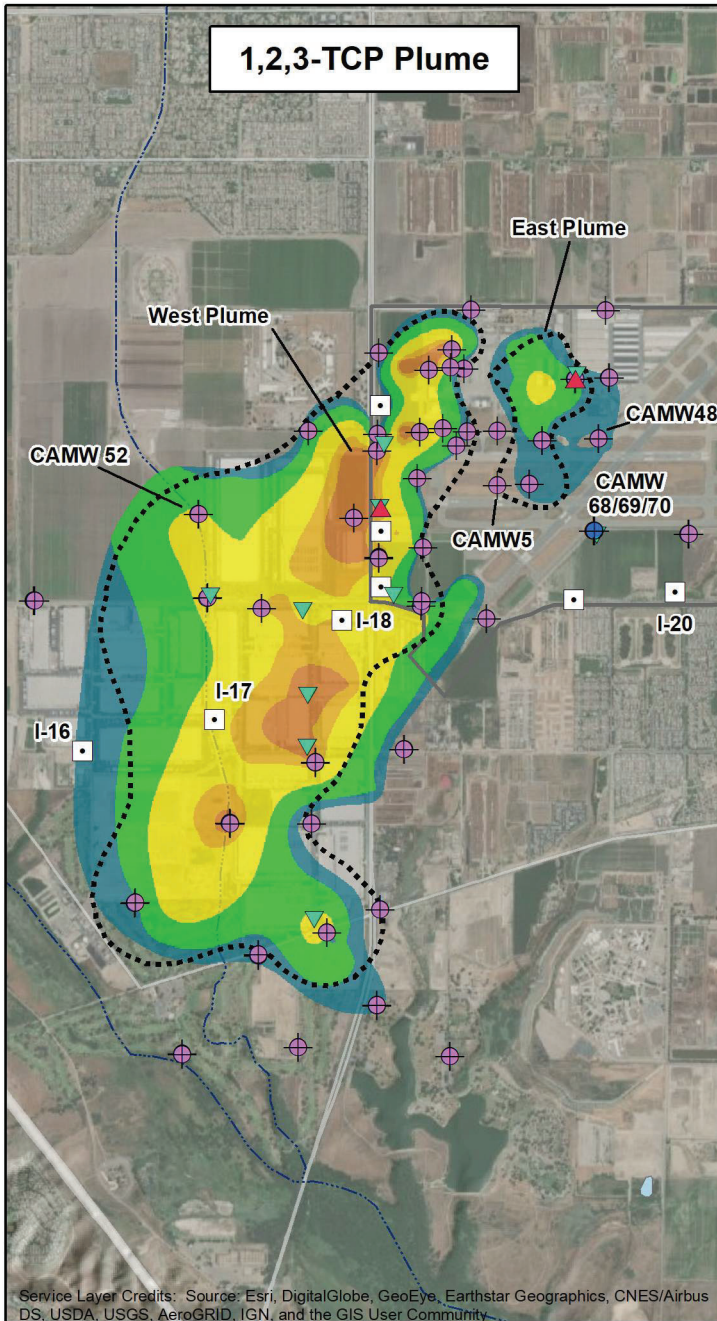 1,2,3-TCP Plume
East Plume
West Plume
CAMW48
CAMW 52
CAMW
68/69/70
CAMW5
I-20
I-18
I-17
I-16
Service Layer Credits: Source: Esri, DigitalGlobe, GeoEye, Earthstar Geographics, CNES/Airbus
DS, USDA, USGS, AeroGRID, IGN, and the GIS User Community